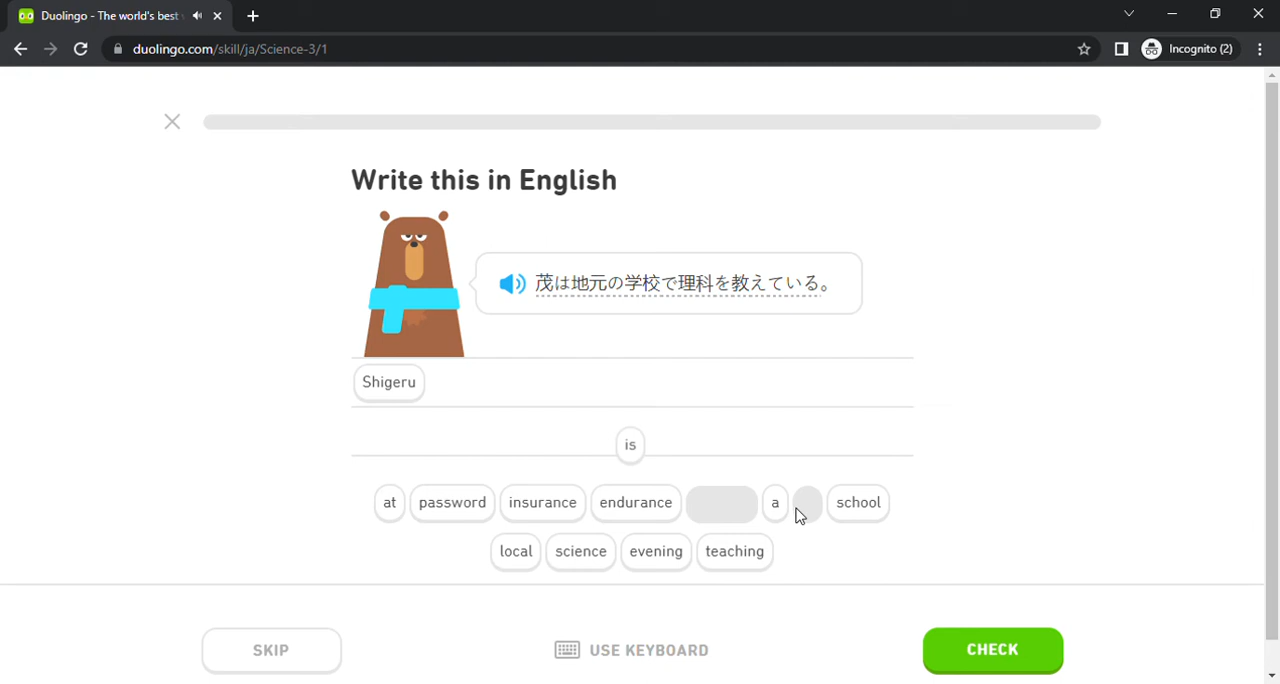 Duolingo - The world's best
duolingo.com/skill/ja/Science-3/1
Incognito (2)
Write this in English
茂は地元の学校で理科を教えている。
Shigeru
is
at password insurance endurance a school
local science evening teaching
SKIP USE KEYBOARD CHECK